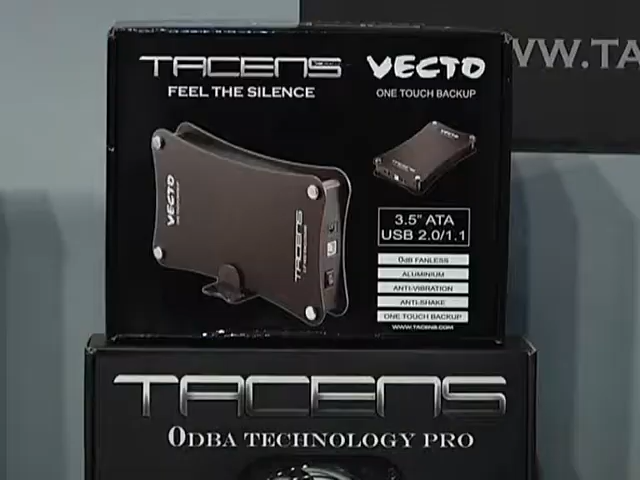 WW.TA
TACENS
FEEL THE SILENCE
VECTO
ONE TOUCH BACKUP
VECTO
TACENS
3.5" ATA
USB 2.0/1.1
0dB FANLESS
ALUMINIUM
ANTI-VIBRATION
ANTI-SHAKE
ONE TOUCH BACKUP
WWW.TACENS.COM
TACENS
0DBA TECHNOLOGY PRO